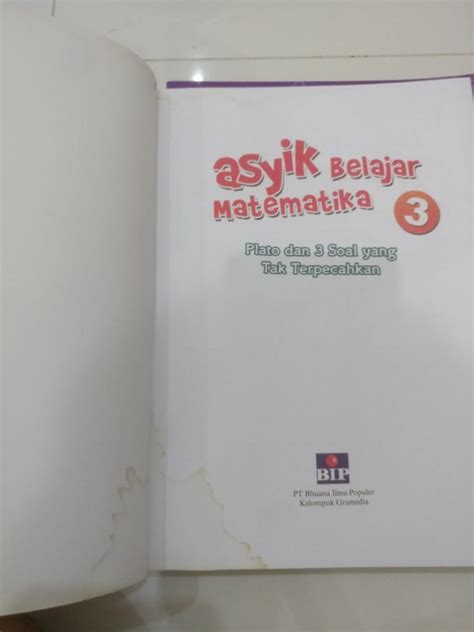 asyik Belajar
Matematika 3
Plato dan 3 Soal yang
Tak Terpecahkan
BIP
PT Bhuana Ilmu Populer
Kelompok Gramedia